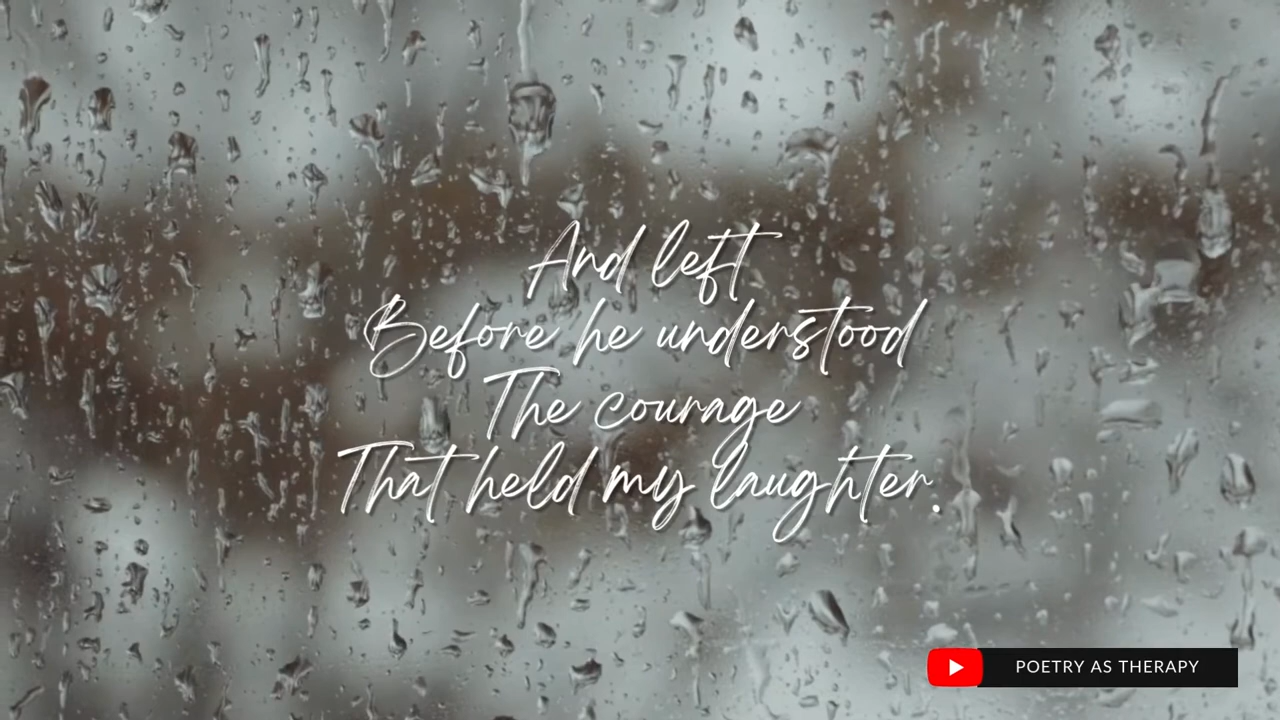 And left
Before he understood
The courage
That held my laughter.
POETRY AS THERAPY